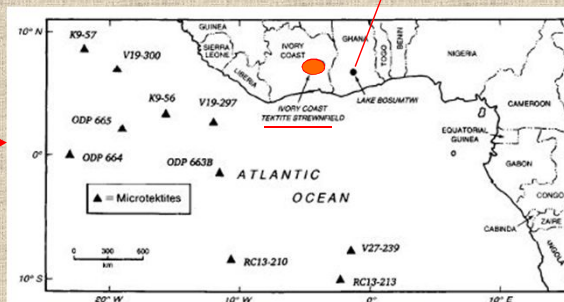 10° N
GUINEA
SIERRA
LEONE
LIBERIA
IVORY
COAST
GHANA
TOGO
BENIN
NIGERIA
CAMEROON
K9-57
V19-300
K9-56
V19-297
ODP 665
ODP 664
ODP 663B
IVORY COAST
TEKTITE STREWNFIELD
LAKE BOSUMTWI
EQUATORIAL
GUINEA
GABON
CONGO
CABINDA
ZAIRE
ANGOLA
0°
ATLANTIC
OCEAN
▲ = Microtektites
0 300 600
km
RC13-210
V27-239
RC13-213
10° S
20° W
10° W
0°
10° E